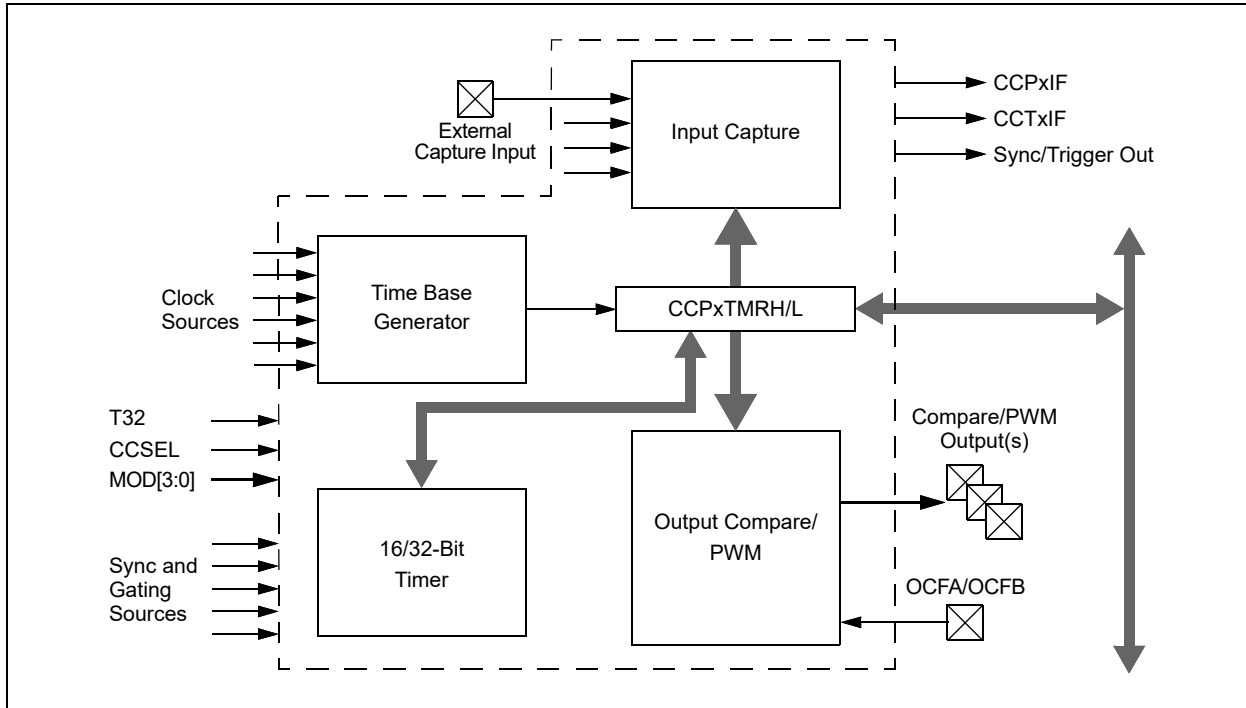 Input Capture
External
Capture Input
CCPxIF
CCTxIF
Sync/Trigger Out
Clock
Sources
Time Base
Generator
CCPxTMRH/L
T32
CCSEL
MOD[3:0]
Sync and
Gating
Sources
16/32-Bit
Timer
Output Compare/
PWM
Compare/PWM
Output(s)
OCFA/OCFB